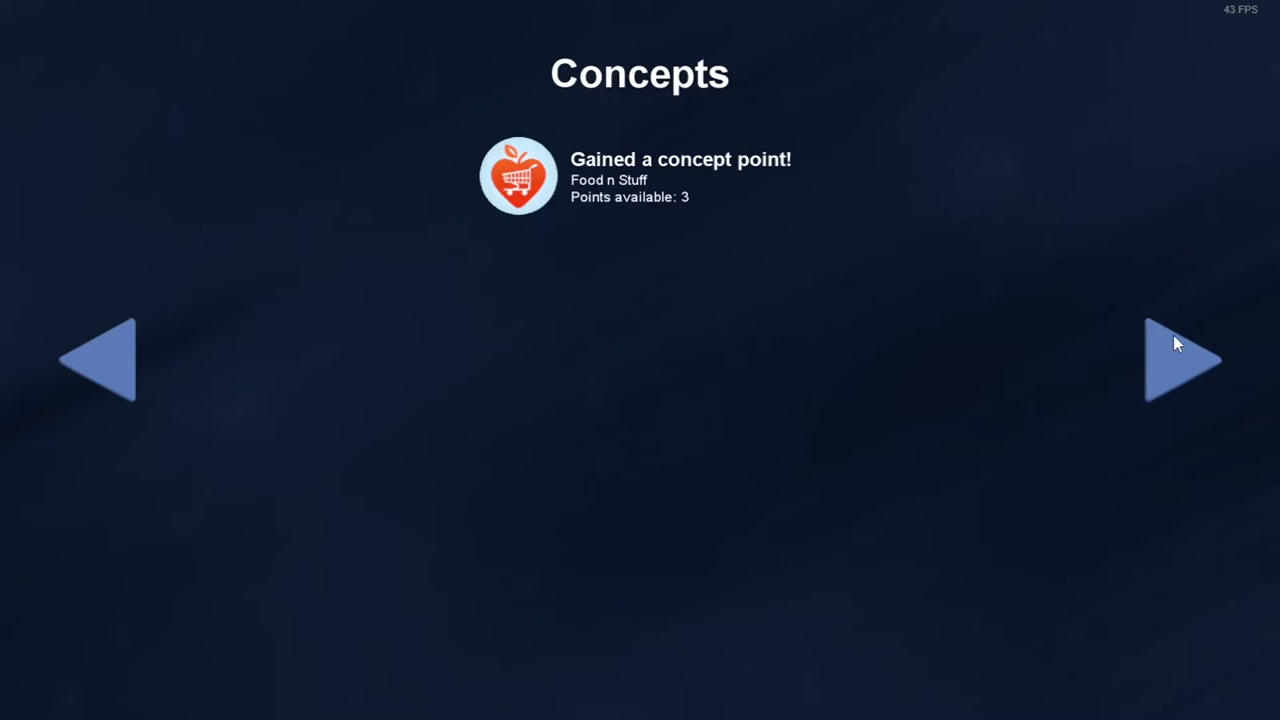 43 FPS
Concepts
Gained a concept point!
Food n Stuff
Points available: 3